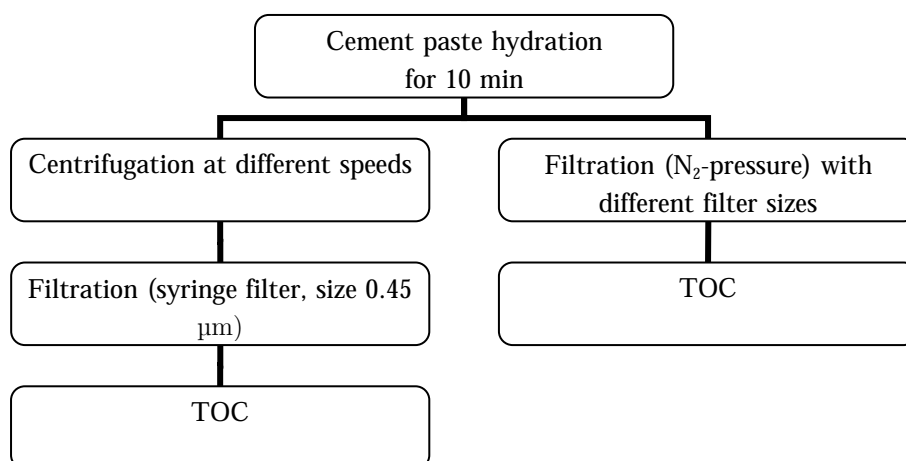 Cement paste hydration
for 10 min
Centrifugation at different speeds
Filtration (N₂-pressure) with
different filter sizes
Filtration (syringe filter, size 0.45
µm)
TOC
TOC